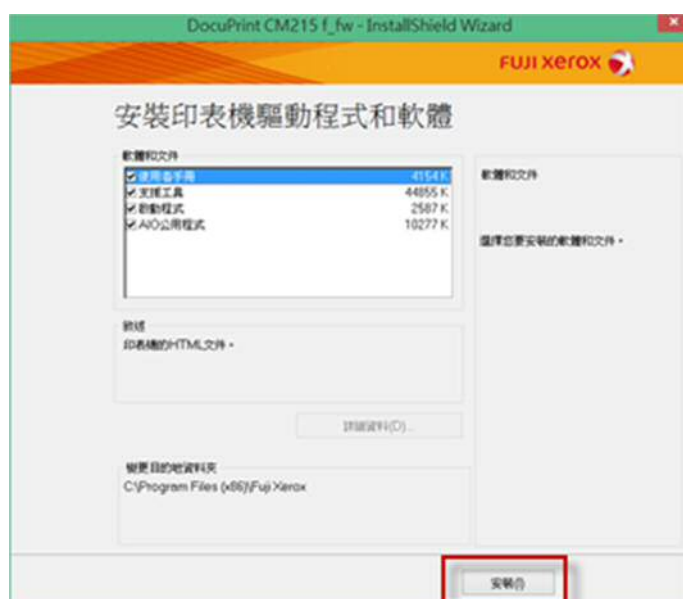 DocuPrint CM215 f_fw - InstallShield Wizard
FUJI xerox
安裝印表機驅動程式和軟體
軟體和文件
使用者手冊 4154 K
支援工具 44855 K
啟動程式 2587 K
AIO公用程式 10277 K
軟體和文件
選擇您要安裝的軟體和文件。
敘述
印表機的HTML文件。
詳細資料(D)...
變更目的地資料夾
C:\Program Files (x86)\Fuji Xerox
安裝(I)